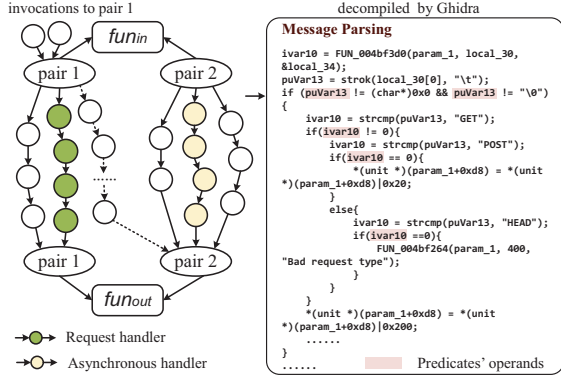 invocations to pair 1
fun in
pair 1
pair 2
......
pair 1
pair 2
fun out
Request handler
Asynchronous handler
decompiled by Ghidra
Message Parsing
ivar10 = FUN_004bf3d0(param_1, local_30,
&local_34);
puVar13 = strok(local_30[0], "\t");
if (puVar13 != (char*)0x0 && puVar13 != "\0")
{
ivar10 = strcmp(puVar13, "GET");
if(ivar10 != 0){
ivar10 = strcmp(puVar13, "POST");
if(ivar10 == 0){
*(unit *)(param_1+0xd8) = *(unit
*)(param_1+0xd8)|0x20;
}
else{
ivar10 = strcmp(puVar13, "HEAD");
if(ivar10 ==0){
FUN_004bf264(param_1, 400,
"Bad request type");
}
}
}
*(unit *)(param_1+0xd8) = *(unit
*)(param_1+0xd8)|0x200;
......
}
......
Predicates' operands